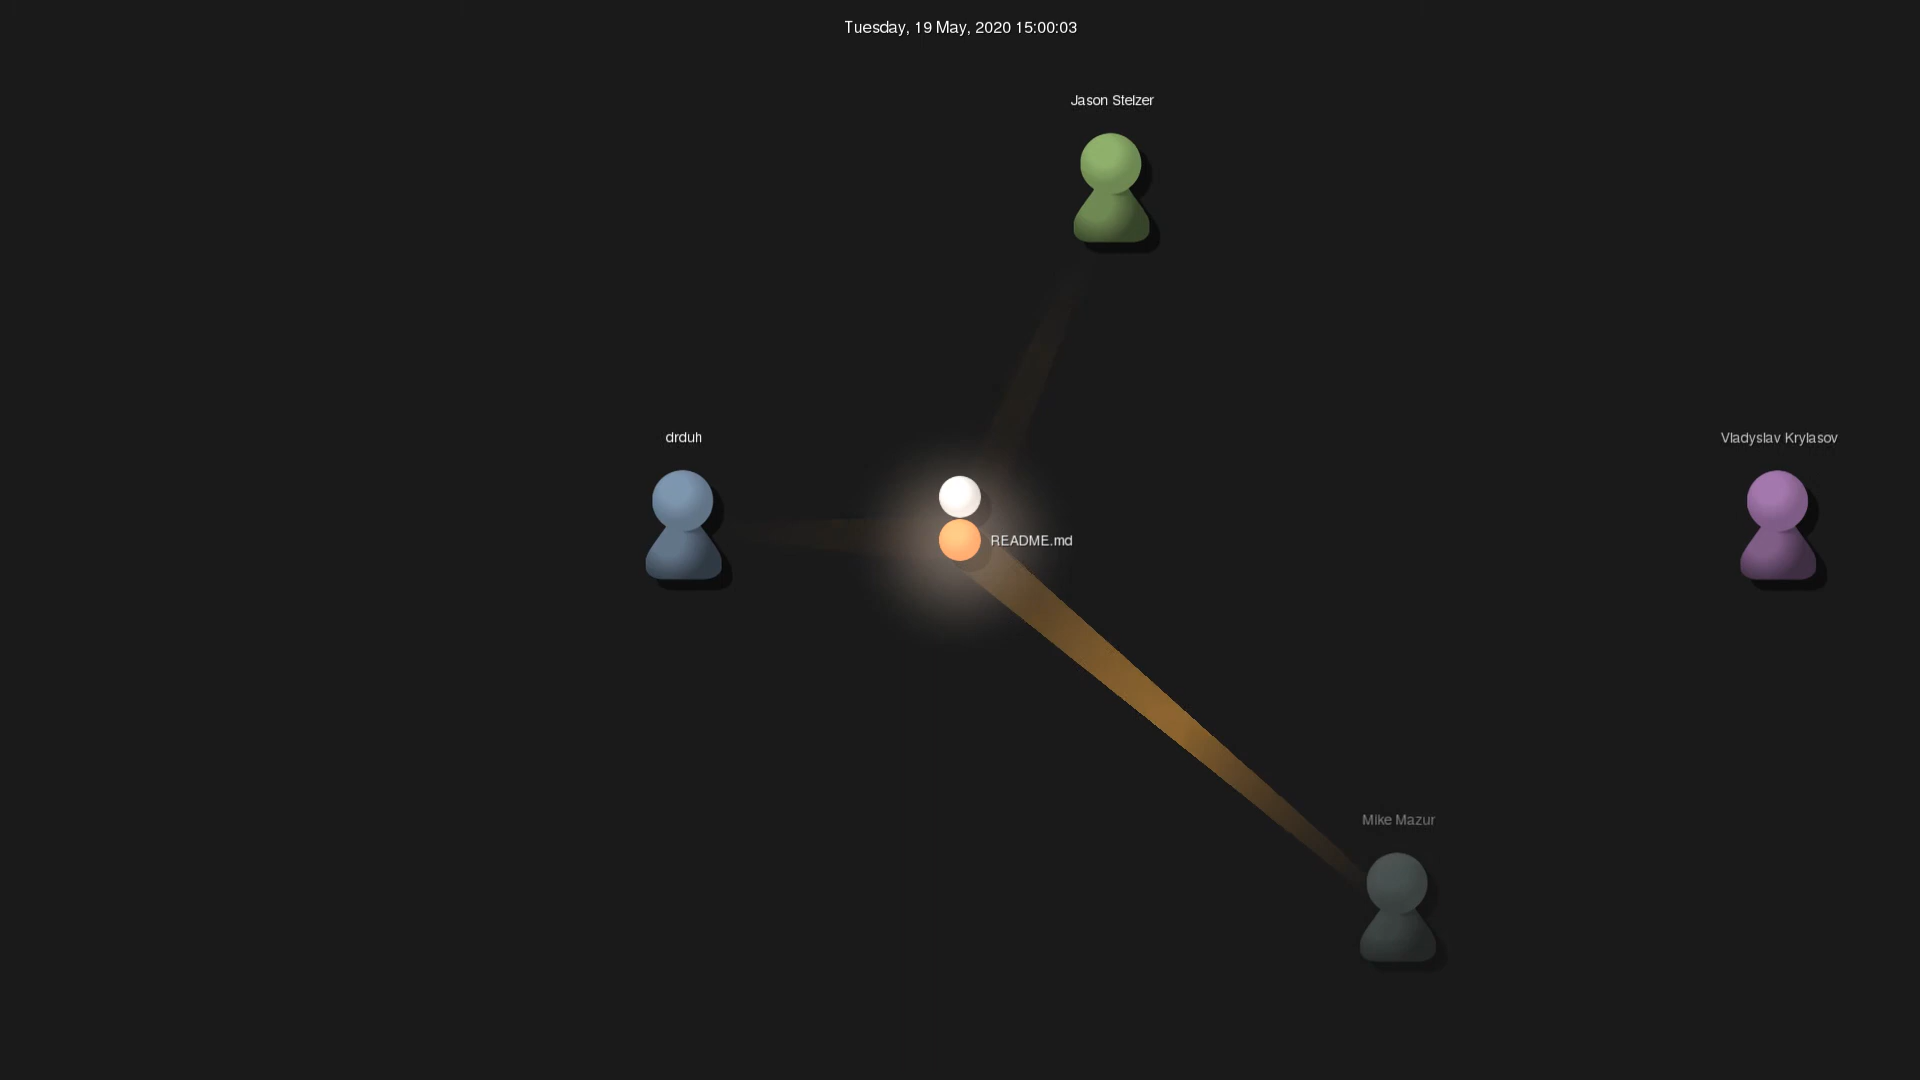 Tuesday, 19 May, 2020 15:00:03
Jason Stelzer
drduh
Vladyslav Krylasov
README.md
Mike Mazur